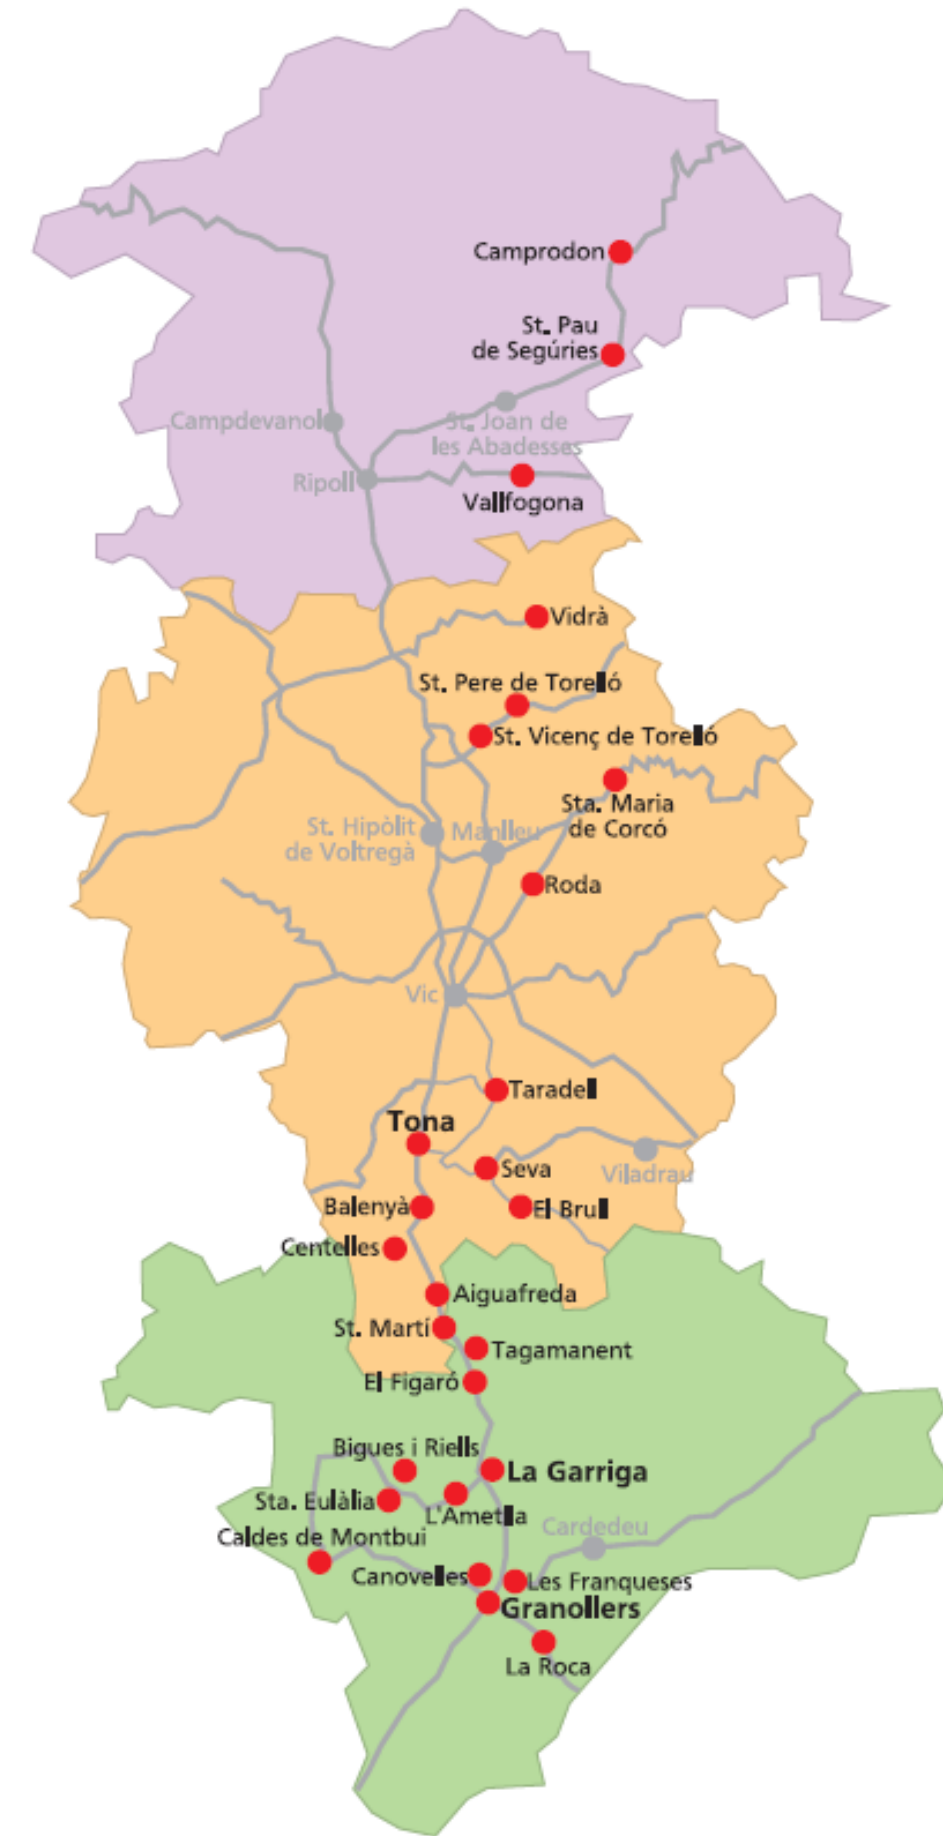 Camprodon
St. Pau
de Segúries
Campdevanol
St. Joan de
les Abadesses
Ripoll
Vallfogona
Vidrà
St. Pere de Torelló
St. Vicenç de Torelló
Sta. Maria
de Corcó
St. Hipòlit
de Voltregà
Manlleu
Roda
Vic
Taradell
Tona
Seva
Viladrau
Balenyà
El Brull
Centelles
Aiguafreda
St. Martí
Tagamanent
El Figaró
Bigues i Riells
La Garriga
Sta. Eulàlia
L'Ametlla
Cardedeu
Caldes de Montbui
Canovelles
Les Franqueses
Granollers
La Roca